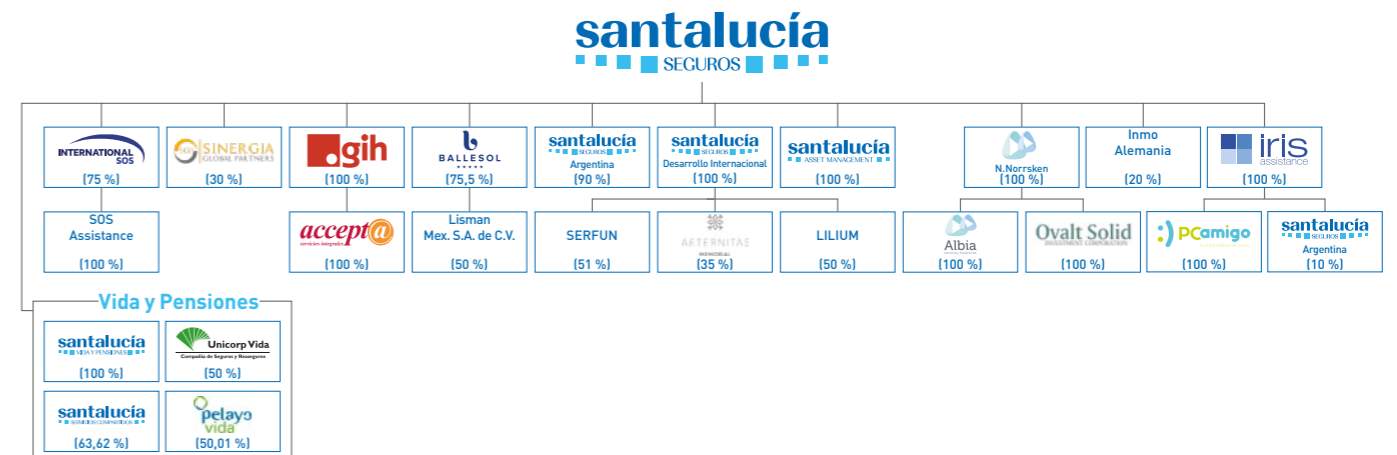 santalucía
SEGUROS
INTERNATIONAL
SOS
(75 %)
SGP SINERGIA
GLOBAL PARTNERS
(30 %)
.gih
(100 %)
b
BALLESOL
(75,5 %)
santalucía
SEGUROS
Argentina
(90 %)
santalucía
SEGUROS
Desarrollo Internacional
(100 %)
santalucía
ASSET MANAGEMENT
(100 %)
N.Norrsken
(100 %)
Inmo
Alemania
(20 %)
iris
assistance
(100 %)
SOS
Assistance
(100 %)
accept@
servicios integrales
(100 %)
Lisman
Mex. S.A. de C.V.
(50 %)
SERFUN
(51 %)
AETERNITAS
MEMORIAL
(35 %)
LILIUM
(50 %)
Albia
(100 %)
Ovalt Solid
INVESTMENT CORPORATION
(100 %)
:) PCamigo
(100 %)
santalucía
SEGUROS
Argentina
(10 %)
Vida y Pensiones
santalucía
VIDA Y PENSIONES
(100 %)
Unicorp Vida
Compañía de Seguros y Reaseguros
(50 %)
santalucía
SERVICIOS COMPARTIDOS
(63,62 %)
pelayo
vida
(50,01 %)